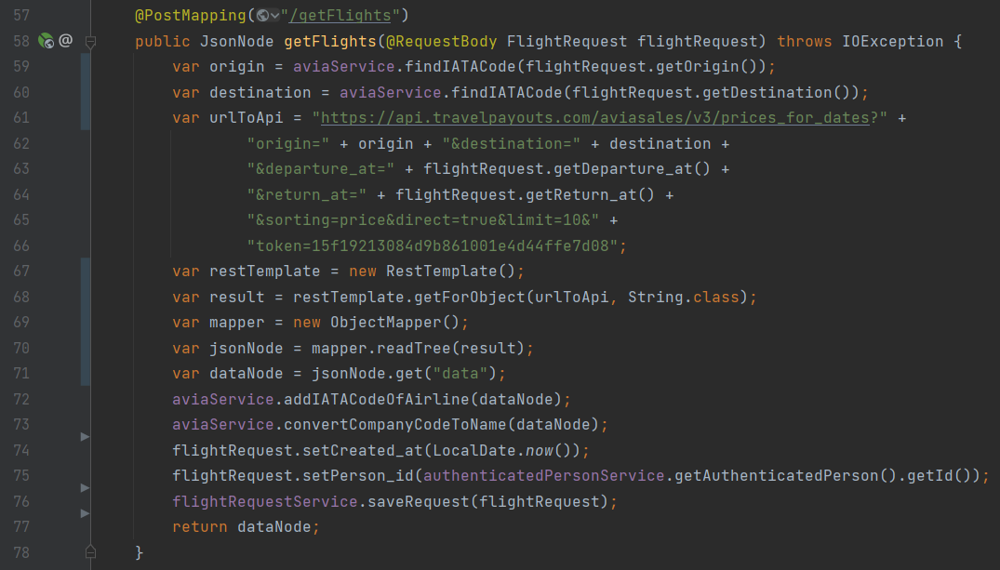 57 @PostMapping("/getFlights")
58 @ public JsonNode getFlights(@RequestBody FlightRequest flightRequest) throws IOException {
59 var origin = aviaService.findIATACode(flightRequest.getOrigin());
60 var destination = aviaService.findIATACode(flightRequest.getDestination());
61 var urlToApi = "https://api.travelpayouts.com/aviasales/v3/prices_for_dates?" +
62 "origin=" + origin + "&destination=" + destination +
63 "&departure_at=" + flightRequest.getDeparture_at() +
64 "&return_at=" + flightRequest.getReturn_at() +
65 "&sorting=price&direct=true&limit=10&" +
66 "token=15f19213084d9b861001e4d44ffe7d08";
67 var restTemplate = new RestTemplate();
68 var result = restTemplate.getForObject(urlToApi, String.class);
69 var mapper = new ObjectMapper();
70 var jsonNode = mapper.readTree(result);
71 var dataNode = jsonNode.get("data");
72 aviaService.addIATACodeOfAirline(dataNode);
73 aviaService.convertCompanyCodeToName(dataNode);
74 flightRequest.setCreated_at(LocalDate.now());
75 flightRequest.setPerson_id(authenticatedPersonService.getAuthenticatedPerson().getId());
76 flightRequestService.saveRequest(flightRequest);
77 return dataNode;
78 }